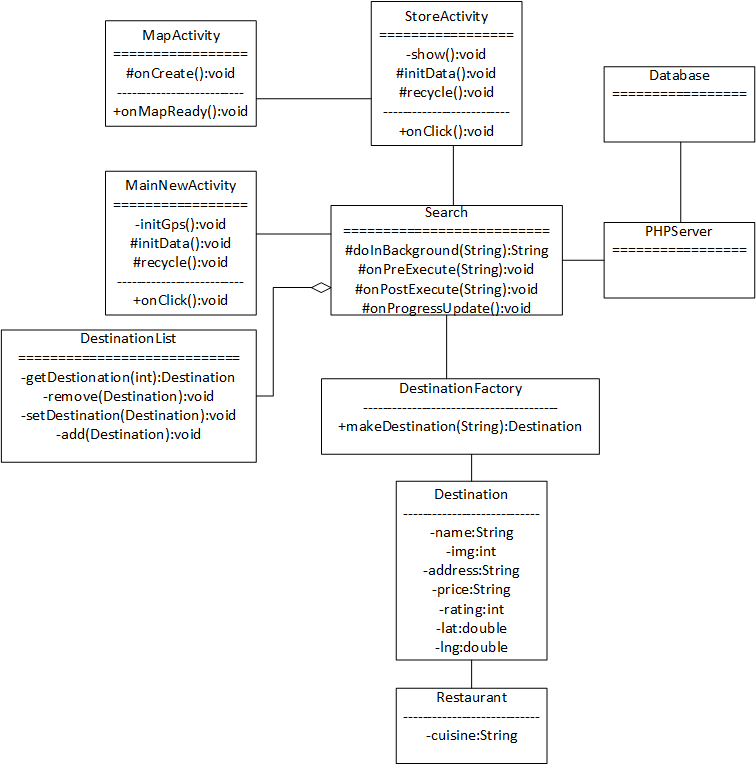 MapActivity
=================
#onCreate():void
-------------------------
+onMapReady():void
StoreActivity
=================
-show():void
#initData():void
#recycle():void
-------------------------
+onClick():void
Database
=================
MainNewActivity
=================
-initGps():void
#initData():void
#recycle():void
-------------------------
+onClick():void
Search
==========================
#doInBackground(String):String
#onPreExecute(String):void
#onPostExecute(String):void
#onProgressUpdate():void
PHPServer
=================
DestinationList
============================
-getDestionation(int):Destination
-remove(Destination):void
-setDestination(Destination):void
-add(Destination):void
DestinationFactory
---------------------------------------
+makeDestination(String):Destination
Destination
---------------------------
-name:String
-img:int
-address:String
-price:String
-rating:int
-lat:double
-lng:double
Restaurant
---------------------------
-cuisine:String